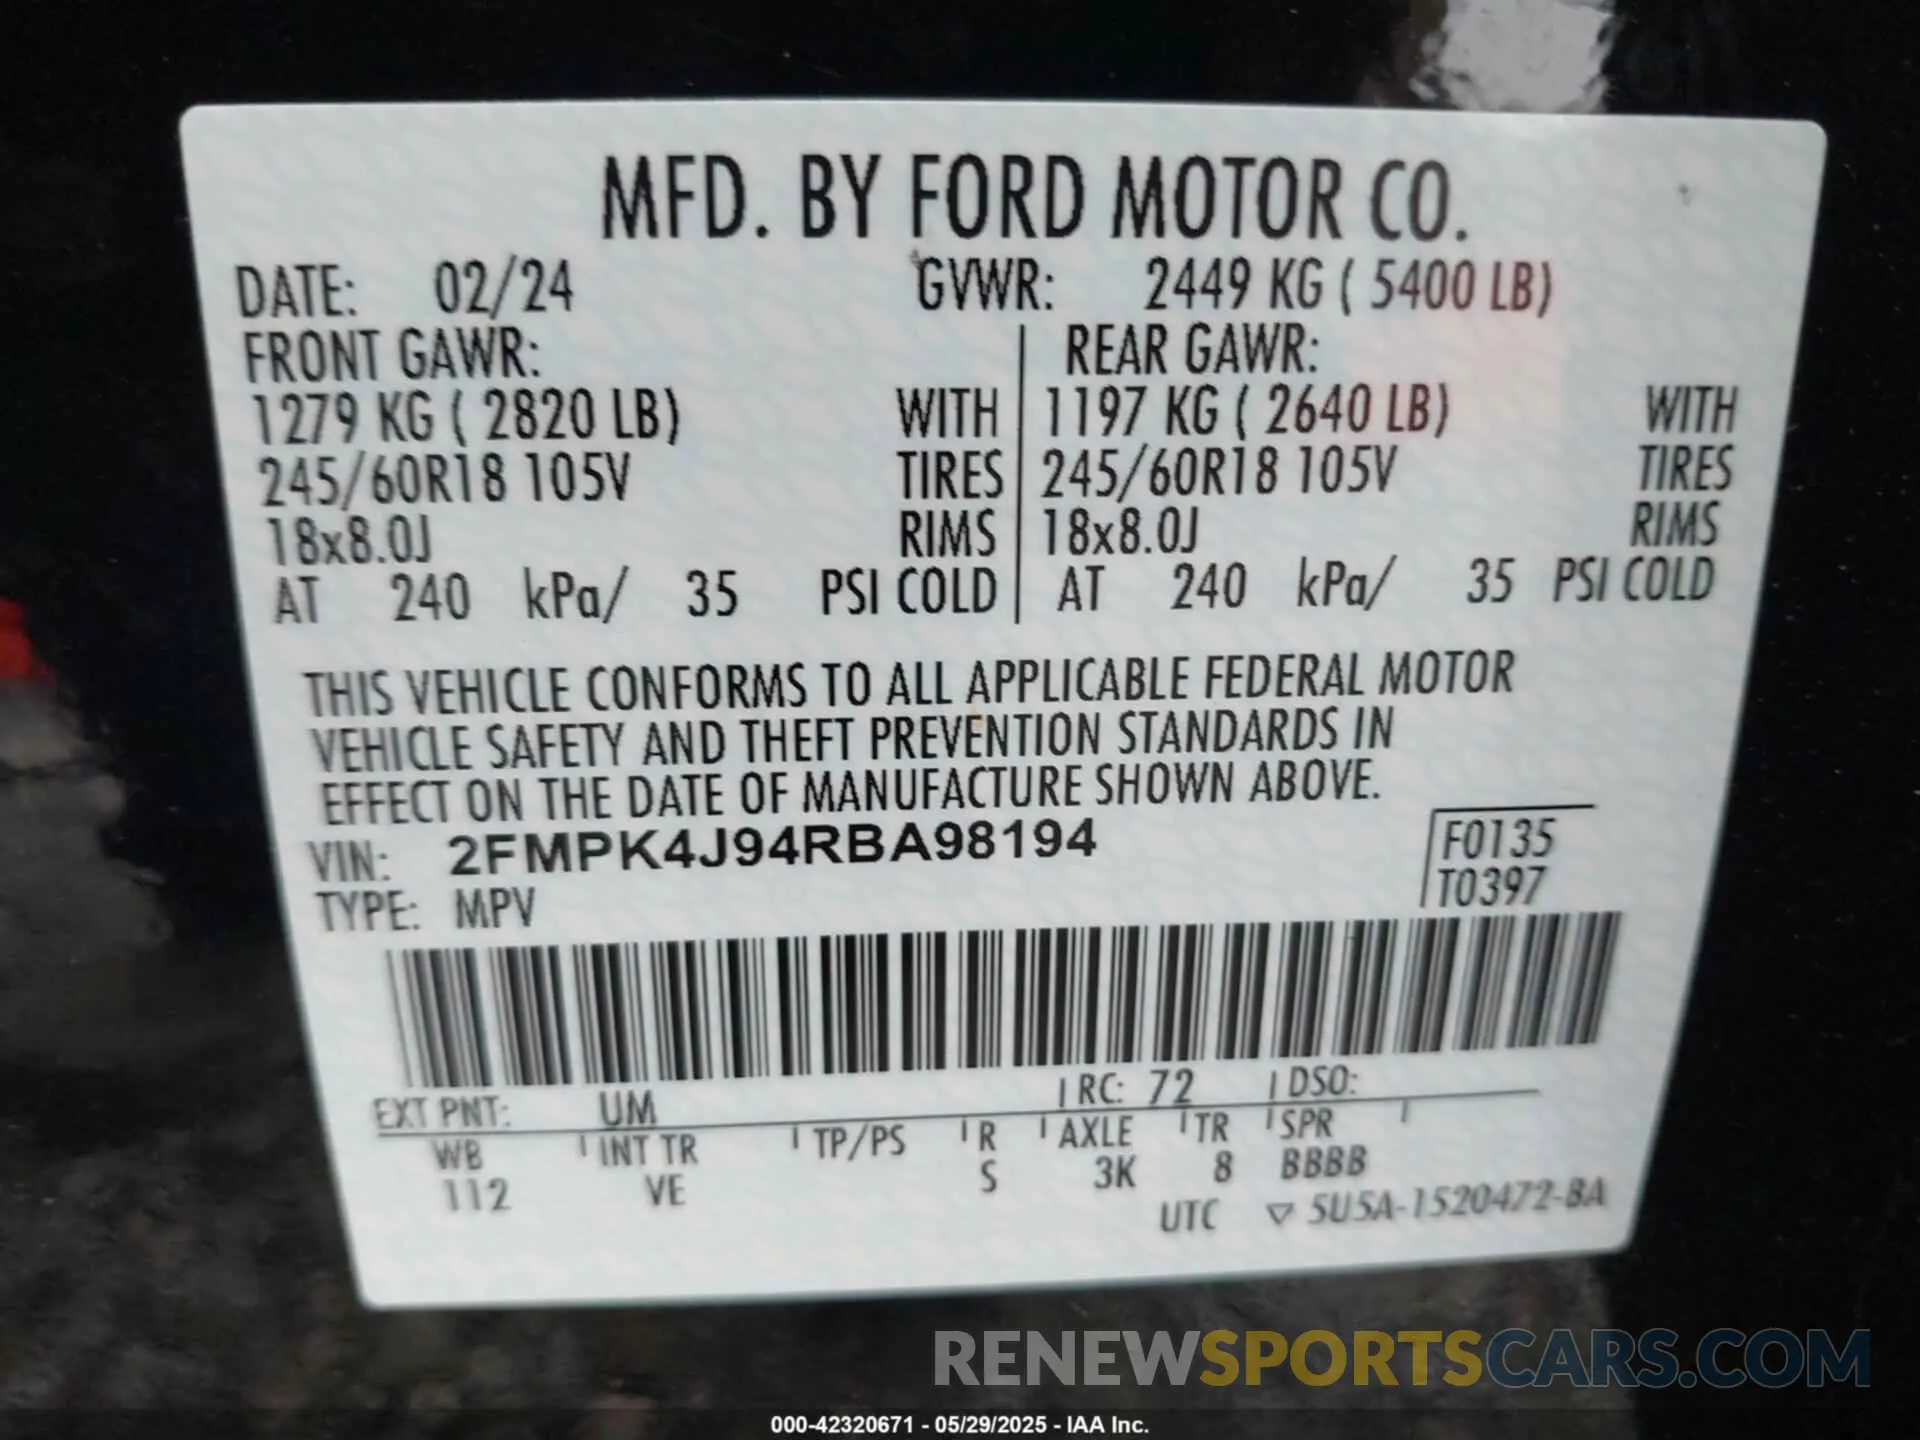 MFD. BY FORD MOTOR CO.
DATE: 02/24 GVWR: 2449 KG ( 5400 LB)
FRONT GAWR: REAR GAWR:
1279 KG ( 2820 LB) WITH 1197 KG ( 2640 LB) WITH
245/60R18 105V TIRES 245/60R18 105V TIRES
18x8.0J RIMS 18x8.0J RIMS
AT 240 kPa/ 35 PSI COLD AT 240 kPa/ 35 PSI COLD
THIS VEHICLE CONFORMS TO ALL APPLICABLE FEDERAL MOTOR
VEHICLE SAFETY AND THEFT PREVENTION STANDARDS IN
EFFECT ON THE DATE OF MANUFACTURE SHOWN ABOVE.
VIN: 2FMPK4J94RBA98194 F0135
TYPE: MPV T0397
EXT PNT: UM RC: 72 DSO:
WB INT TR TP/PS R AXLE TR SPR
112 VE S 3K 8 BBBB
UTC ▽ 5U5A-1520472-BA
RENEWSPORTSCARS.COM
000-42320671 - 05/29/2025 - IAA Inc.